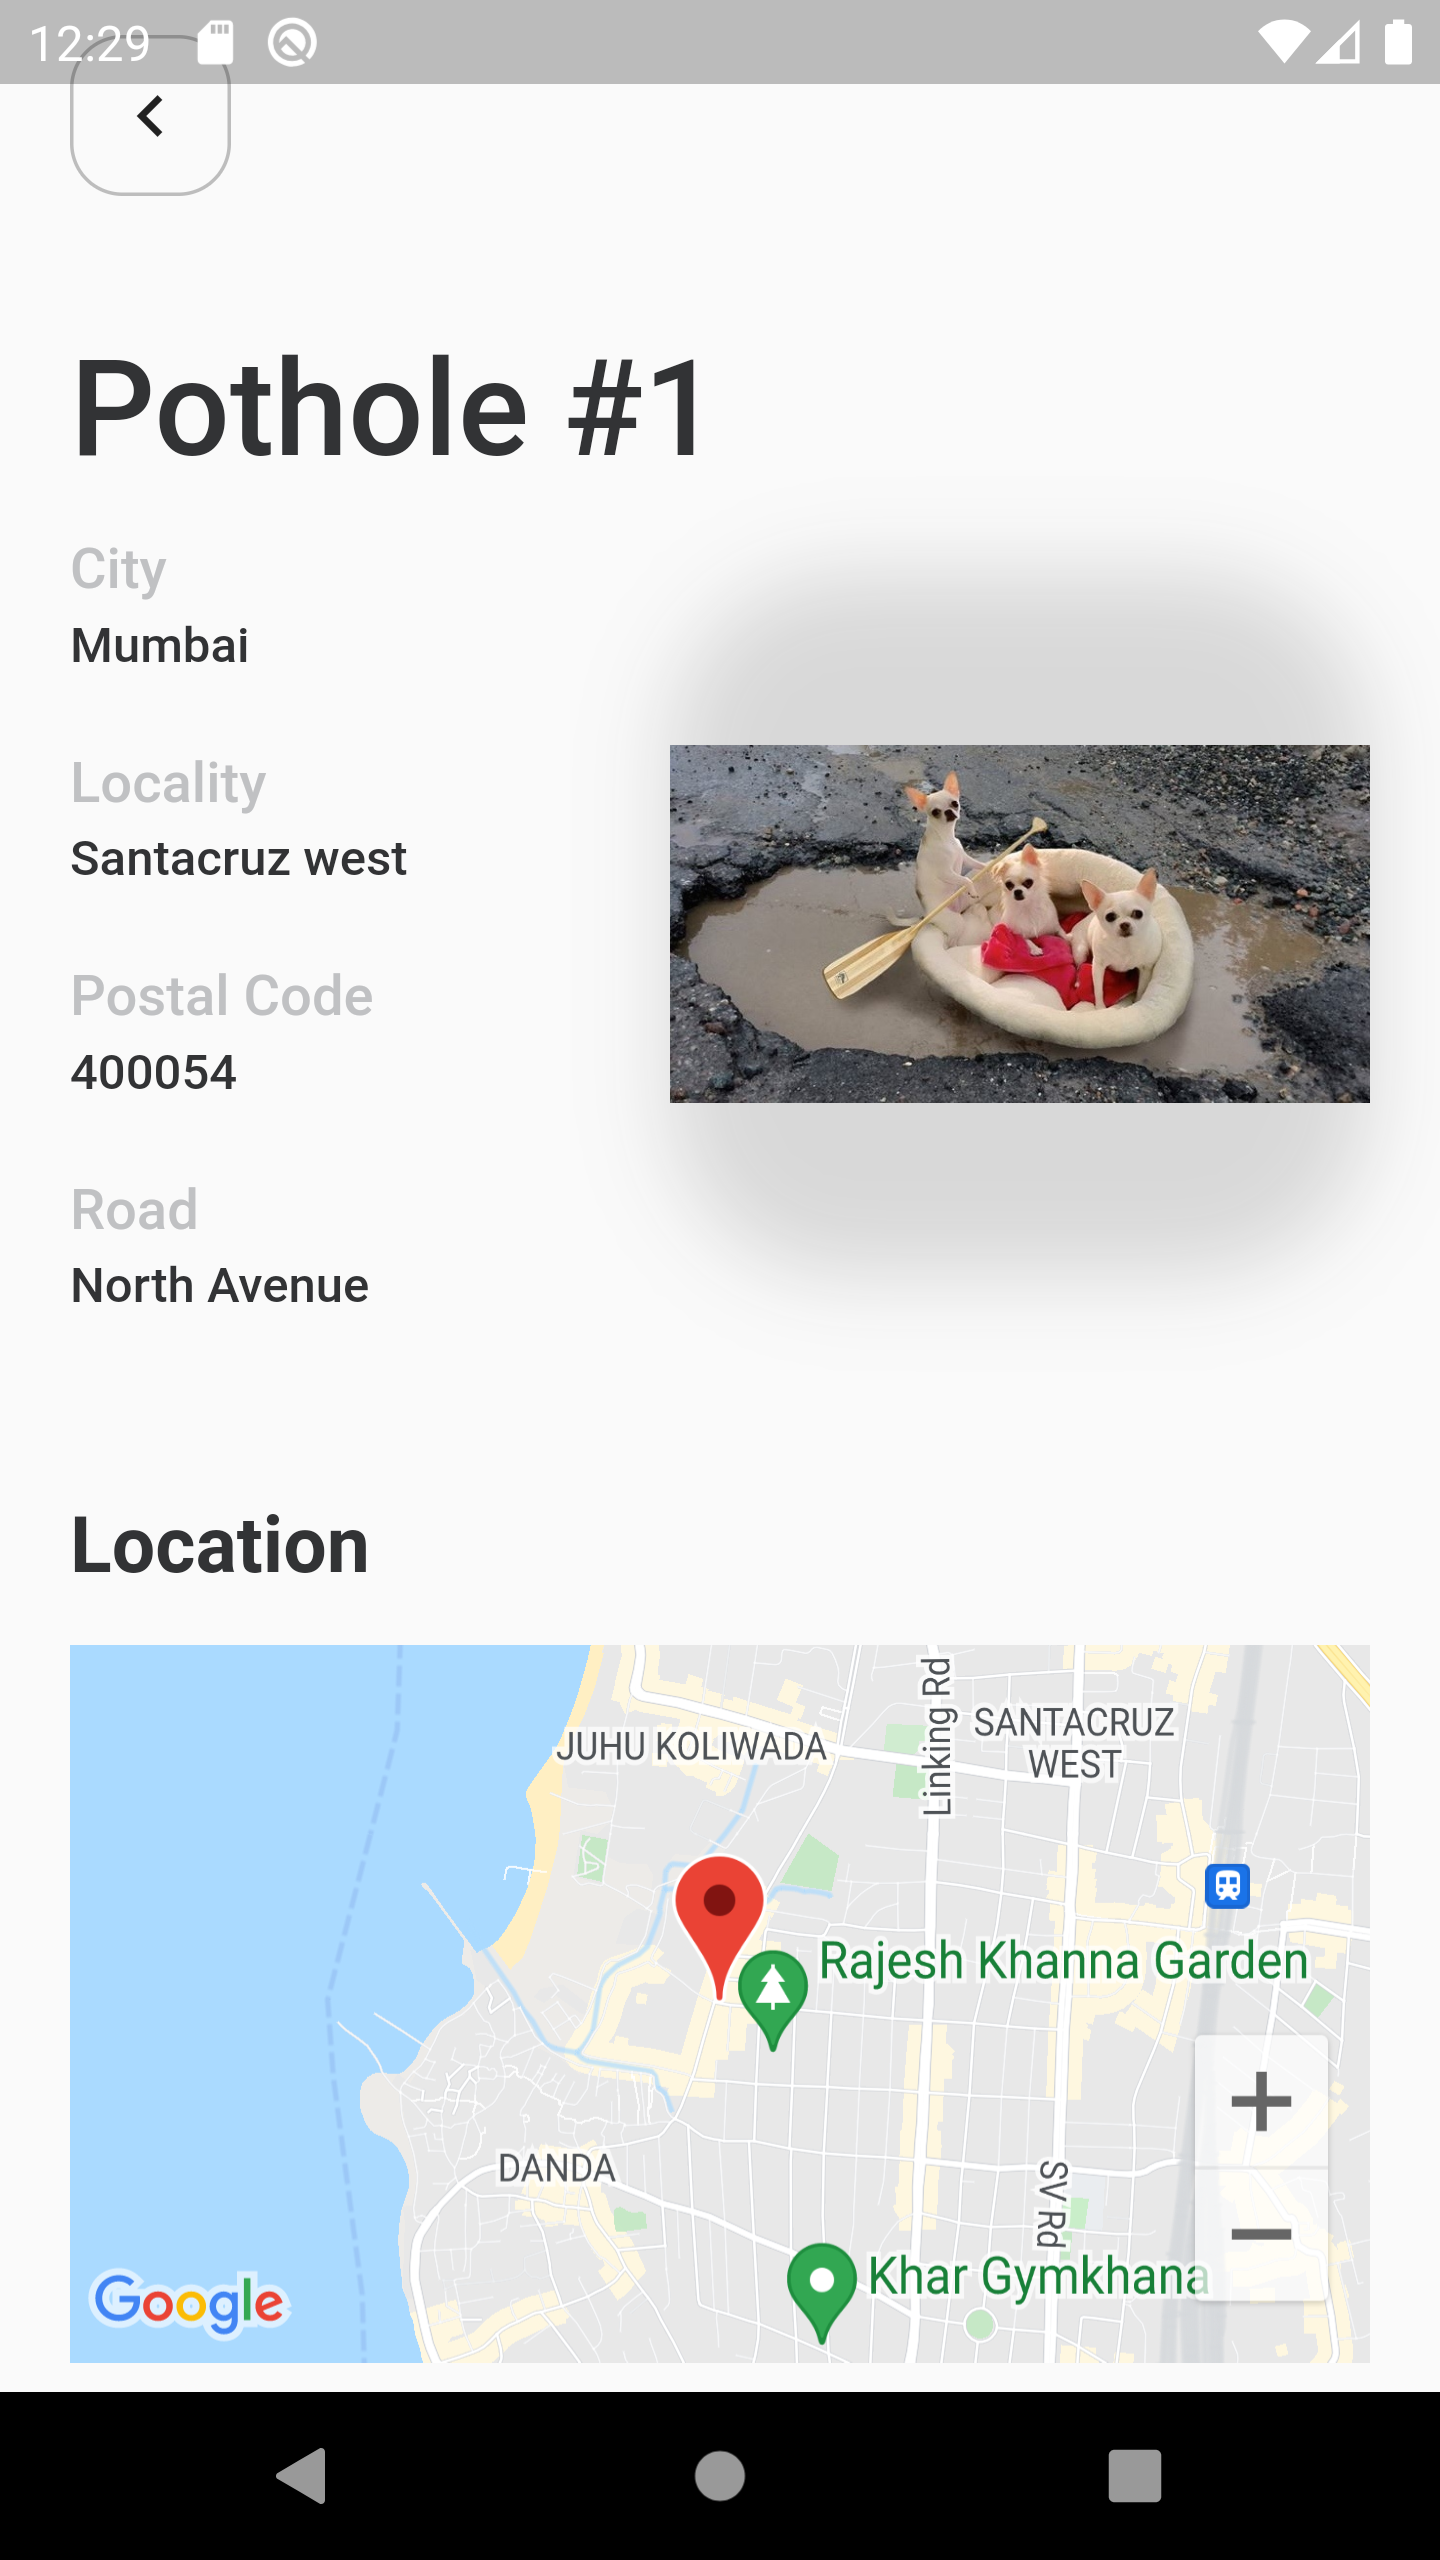 12:29
Pothole #1
City
Mumbai
Locality
Santacruz west
Postal Code
400054
Road
North Avenue
Location
JUHU KOLIWADA
Linking Rd
SANTACRUZ
WEST
Rajesh Khanna Garden
DANDA
SV Rd
Khar Gymkhana
Google